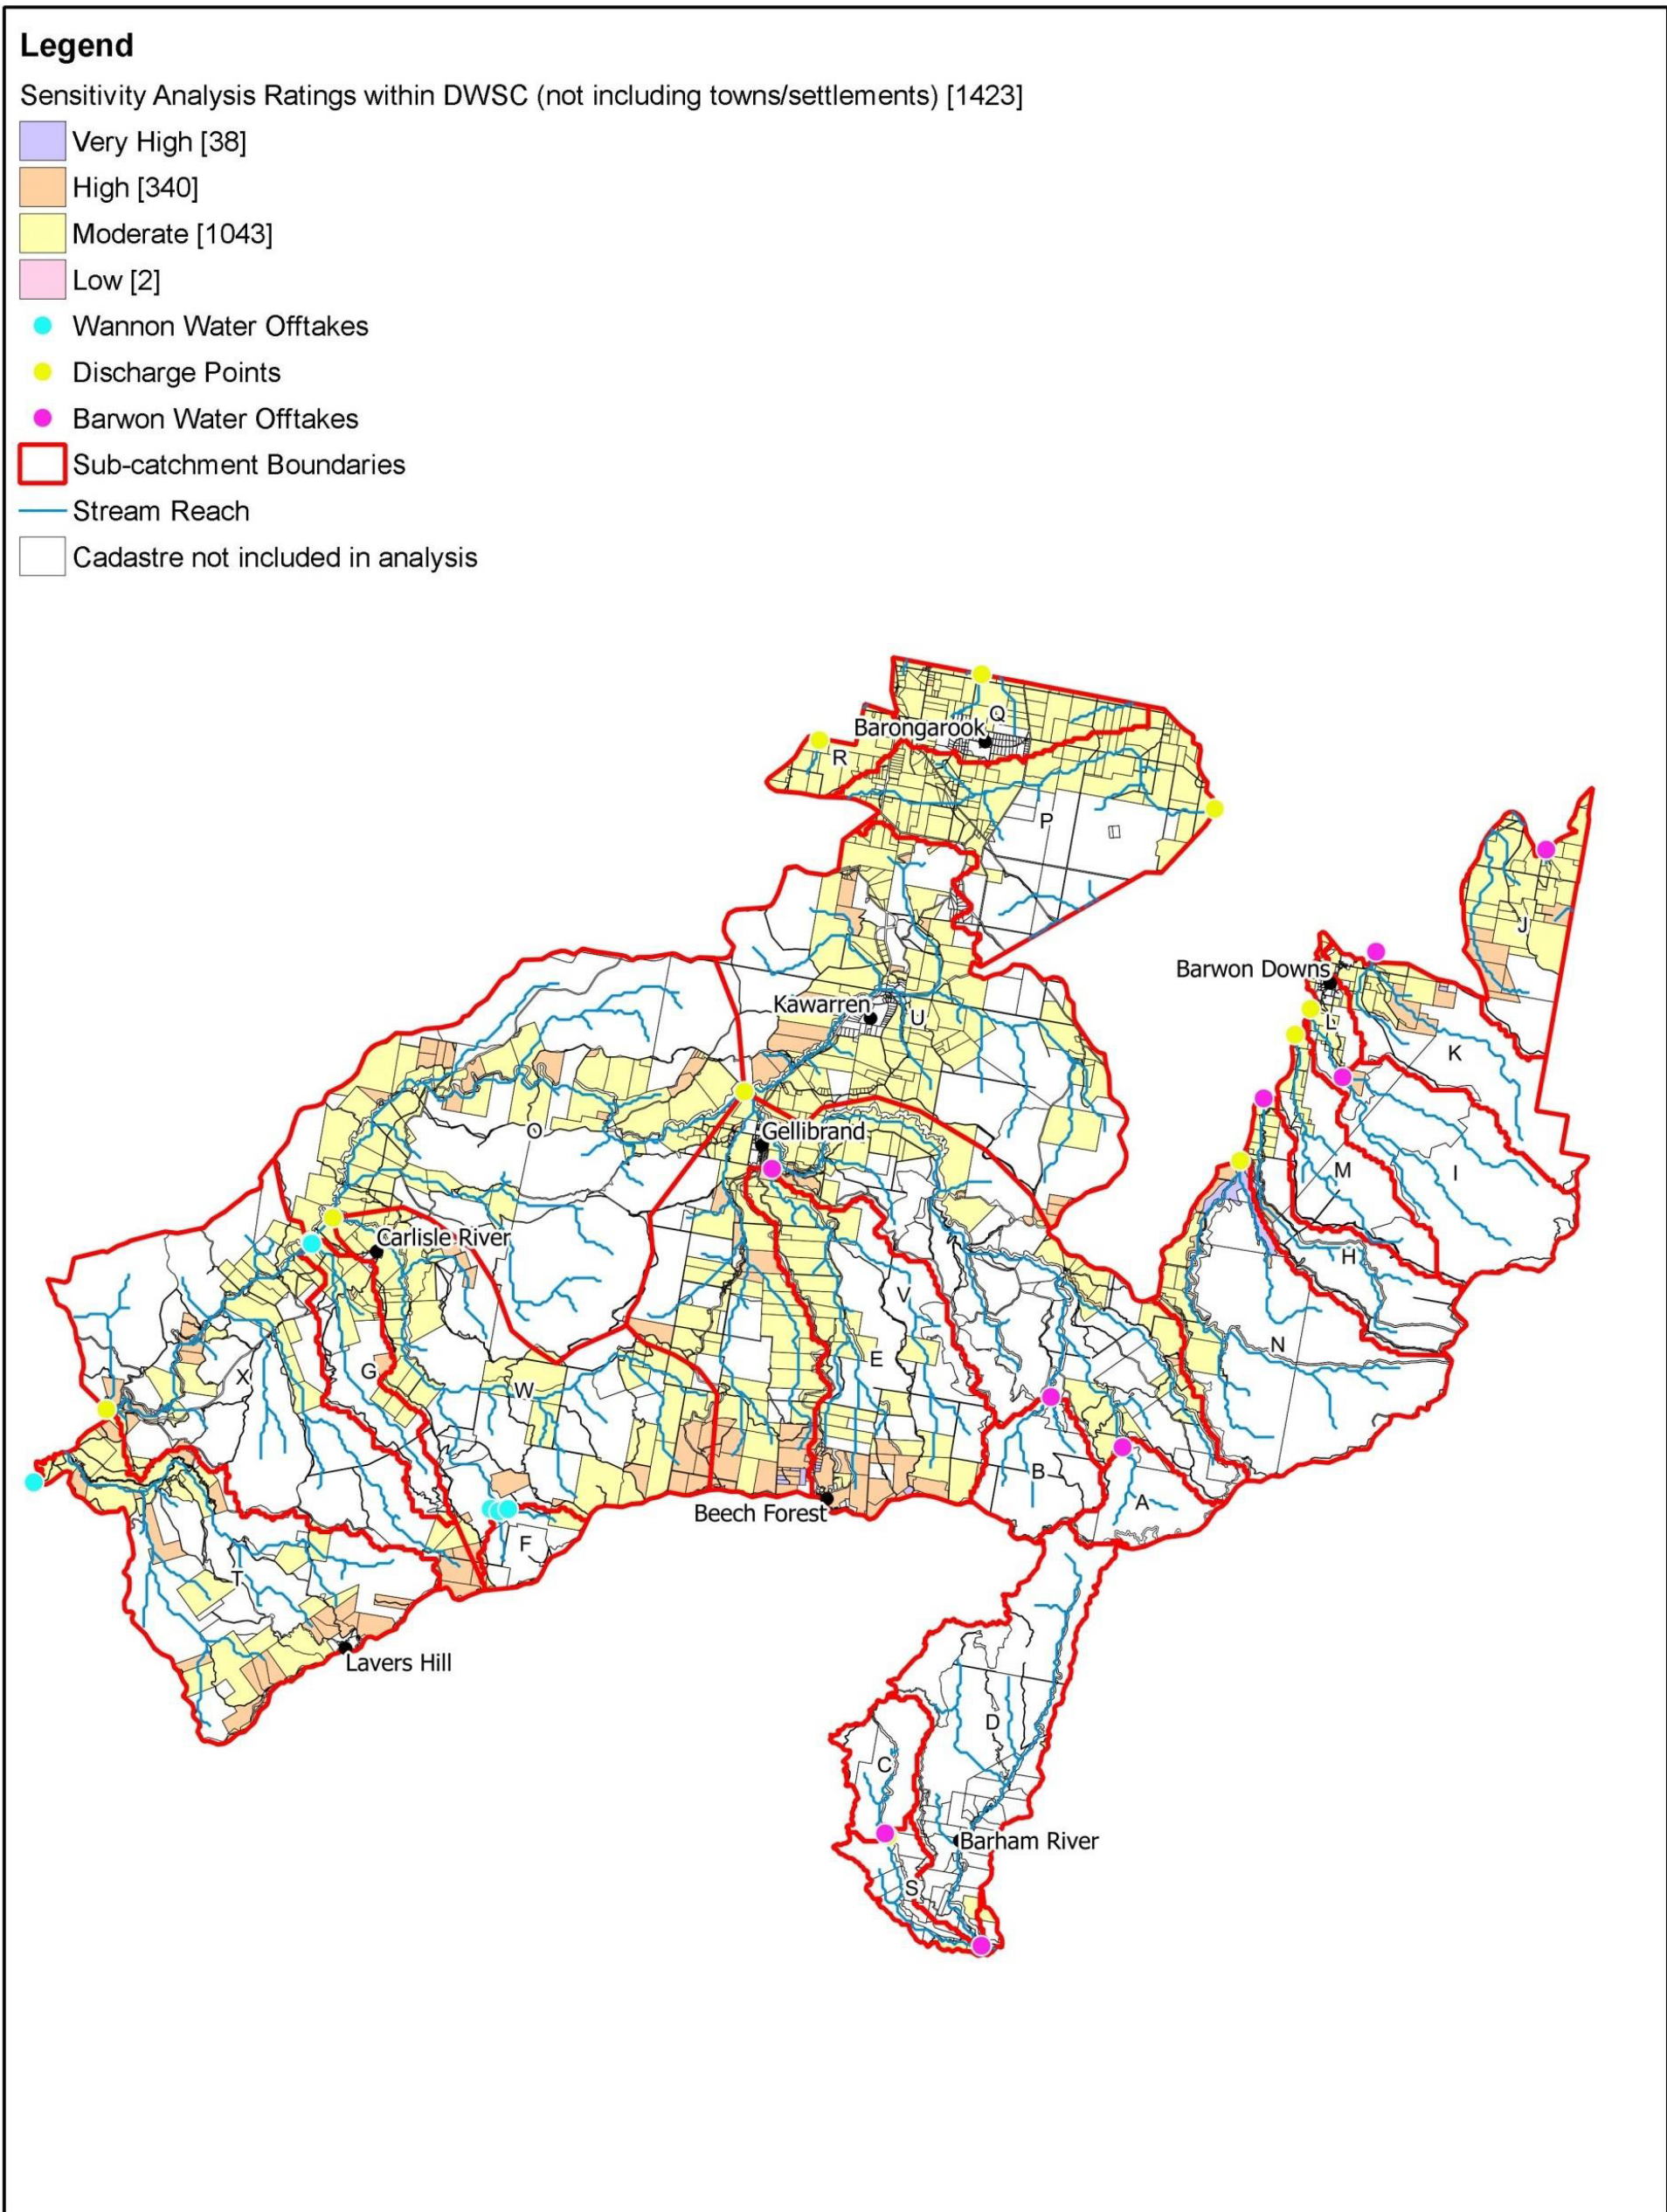 Legend
Sensitivity Analysis Ratings within DWSC (not including towns/settlements) [1423]
Very High [38]
High [340]
Moderate [1043]
Low [2]
Wannon Water Offtakes
Discharge Points
Barwon Water Offtakes
Sub-catchment Boundaries
Stream Reach
Cadastre not included in analysis
Q
Barongarook
R
P
J
Barwon Downs
Kawarren
U
L
K
O
Gellibrand
M
I
Carlisle River
H
V
N
E
G
X
W
B
A
Beech Forest
F
T
Lavers Hill
D
C
Barham River
S